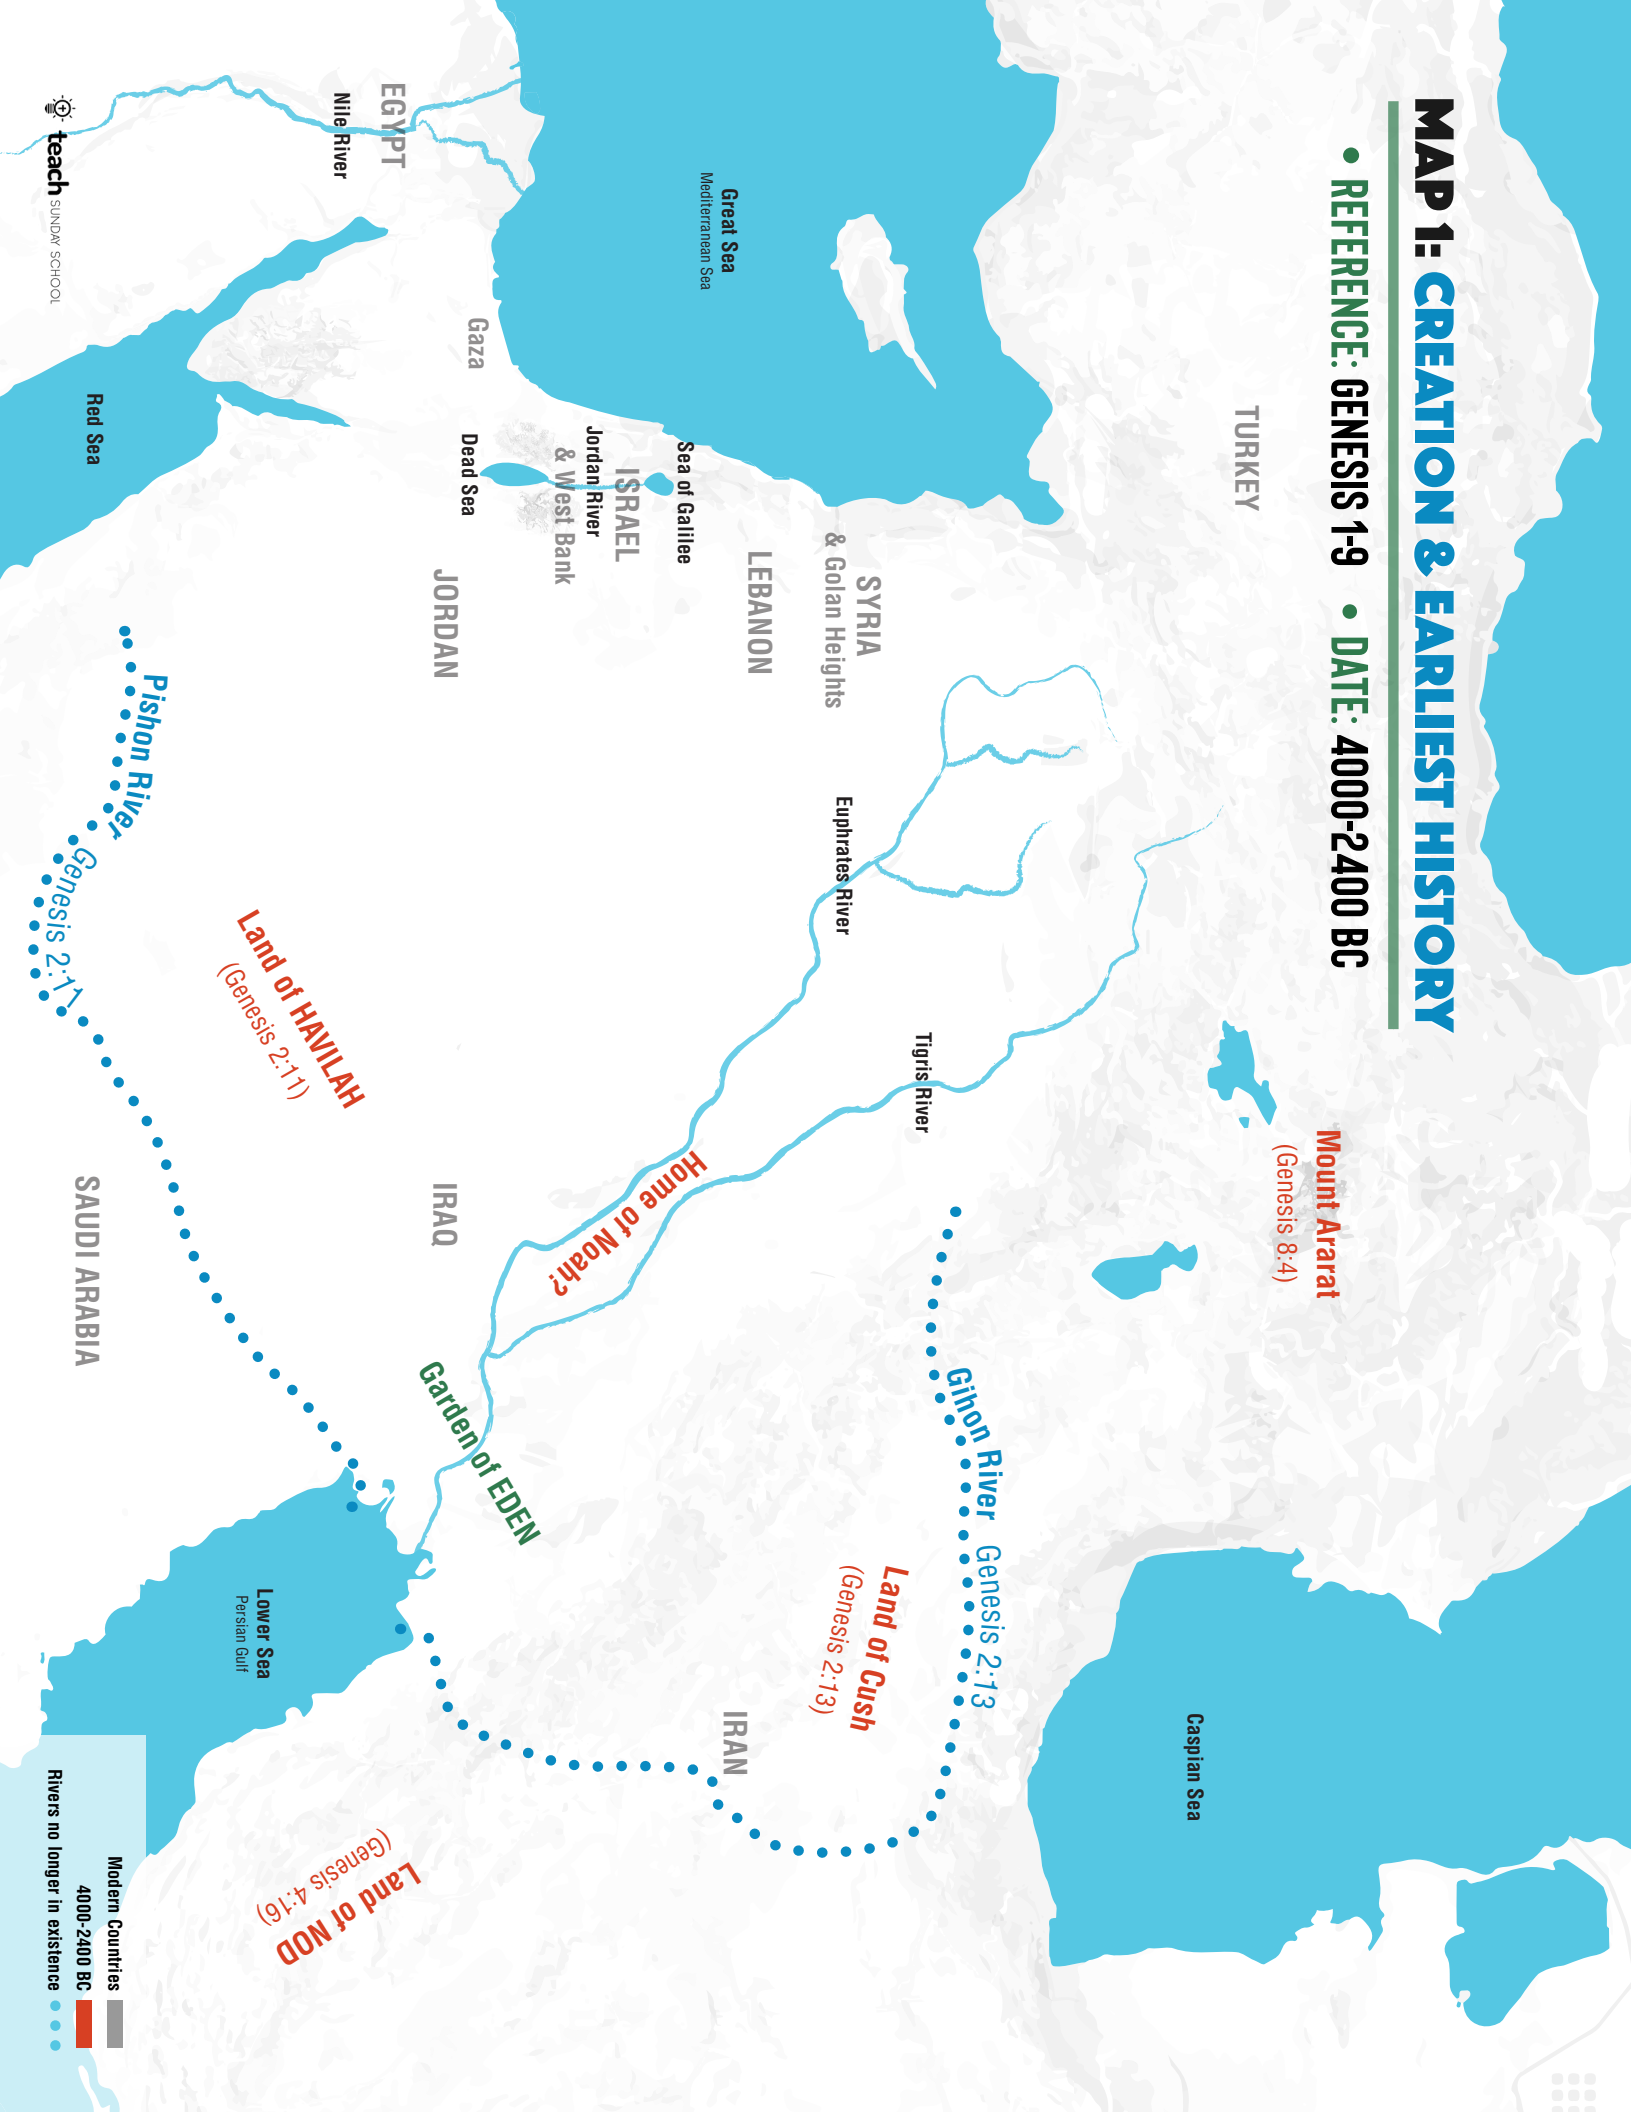 MAP 1: CREATION & EARLIEST HISTORY
• REFERENCE: GENESIS 1-9 • DATE: 4000-2400 BC
TURKEY
Mount Ararat
(Genesis 8:4)
Caspian Sea
Great Sea
Mediterranean Sea
SYRIA
& Golan Heights
LEBANON
Euphrates River
Tigris River
Gihon River Genesis 2:13
Land of Cush
(Genesis 2:13)
IRAN
Sea of Galilee
ISRAEL
Jordan River
& West Bank
Dead Sea
Gaza
JORDAN
Home of Noah?
IRAQ
Garden of EDEN
EGYPT
Nile River
Land of HAVILAH
(Genesis 2:11)
Lower Sea
Persian Gulf
Land of NOD
(Genesis 4:16)
Red Sea
Pishon River Genesis 2:11
SAUDI ARABIA
teach SUNDAY SCHOOL
Modern Countries
4000-2400 BC
Rivers no longer in existence